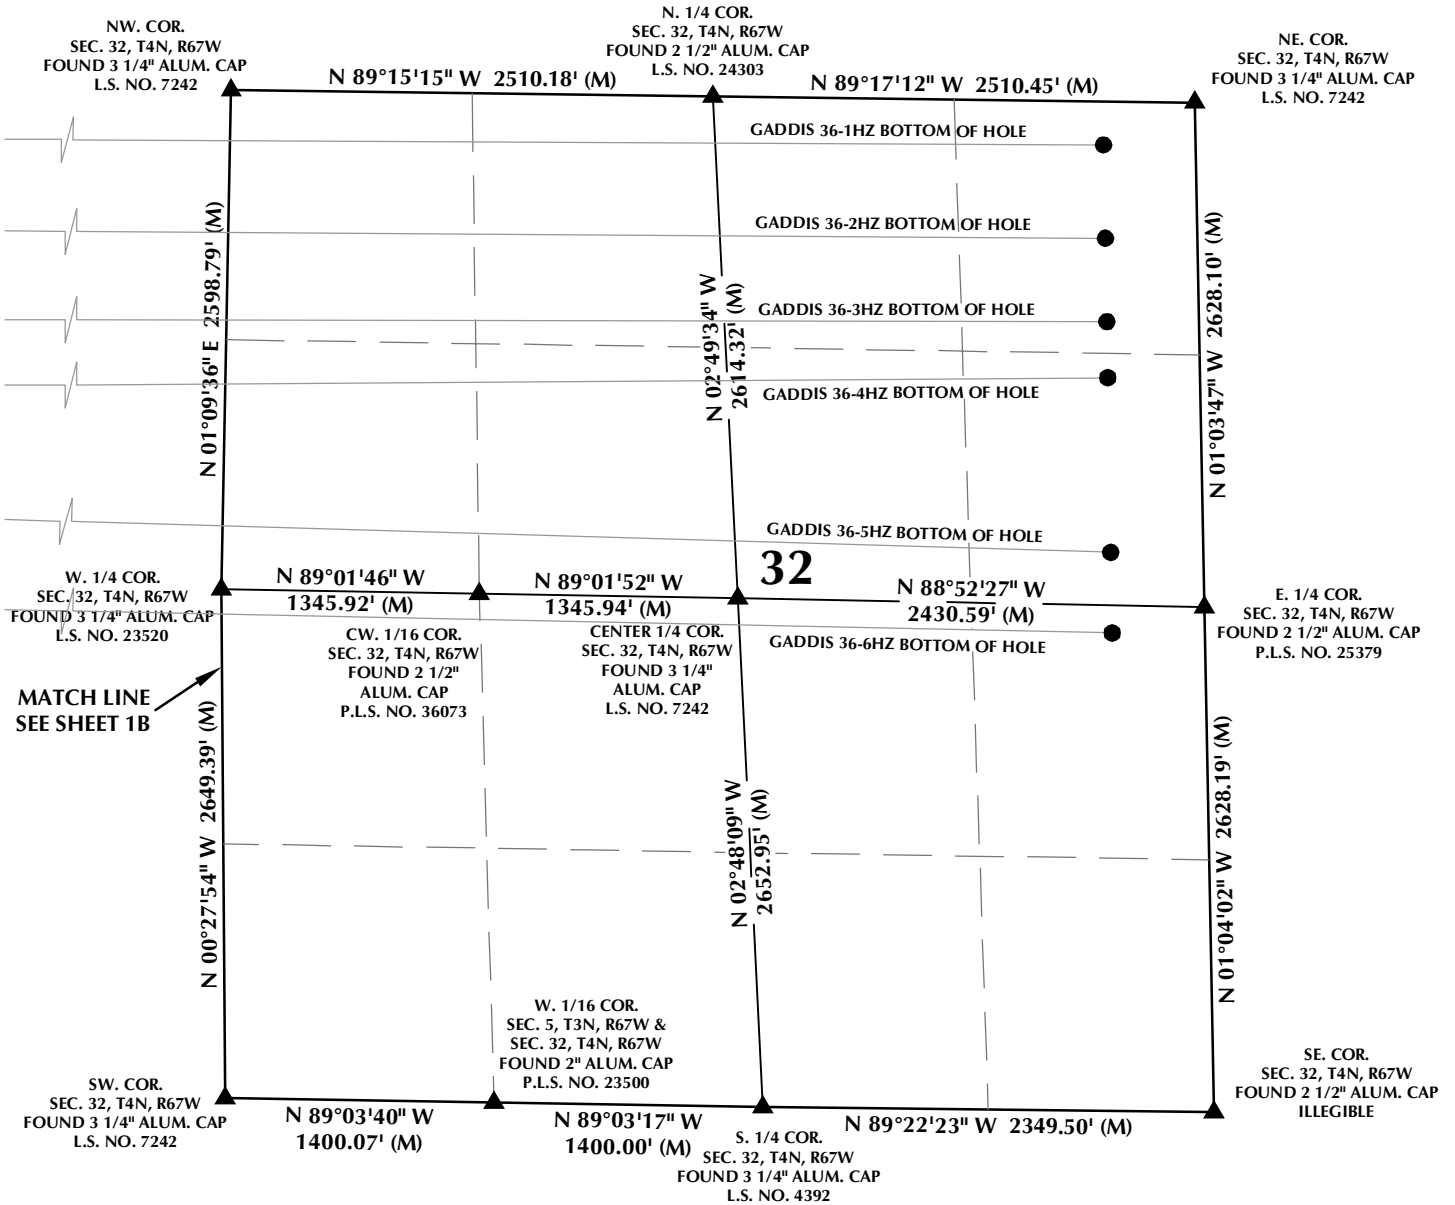 NW. COR.
SEC. 32, T4N, R67W
FOUND 3 1/4" ALUM. CAP
L.S. NO. 7242
N. 1/4 COR.
SEC. 32, T4N, R67W
FOUND 2 1/2" ALUM. CAP
L.S. NO. 24303
NE. COR.
SEC. 32, T4N, R67W
FOUND 3 1/4" ALUM. CAP
L.S. NO. 7242
N 89°15'15" W 2510.18' (M)
N 89°17'12" W 2510.45' (M)
GADDIS 36-1HZ BOTTOM OF HOLE
GADDIS 36-2HZ BOTTOM OF HOLE
GADDIS 36-3HZ BOTTOM OF HOLE
GADDIS 36-4HZ BOTTOM OF HOLE
N 01°09'36" E 2598.79' (M)
N 02°49'34" W
2614.32' (M)
N 01°03'47" W 2628.10' (M)
GADDIS 36-5HZ BOTTOM OF HOLE
32
W. 1/4 COR.
SEC. 32, T4N, R67W
FOUND 3 1/4" ALUM. CAP
L.S. NO. 23520
N 89°01'46" W
1345.92' (M)
N 89°01'52" W
1345.94' (M)
N 88°52'27" W
2430.59' (M)
E. 1/4 COR.
SEC. 32, T4N, R67W
FOUND 2 1/2" ALUM. CAP
P.L.S. NO. 25379
CW. 1/16 COR.
SEC. 32, T4N, R67W
FOUND 2 1/2"
ALUM. CAP
P.L.S. NO. 36073
CENTER 1/4 COR.
SEC. 32, T4N, R67W
FOUND 3 1/4"
ALUM. CAP
L.S. NO. 7242
GADDIS 36-6HZ BOTTOM OF HOLE
MATCH LINE
SEE SHEET 1B
N 00°27'54" W 2649.39' (M)
N 02°48'09" W
2652.95' (M)
N 01°04'02" W 2628.19' (M)
W. 1/16 COR.
SEC. 5, T3N, R67W &
SEC. 32, T4N, R67W
FOUND 2" ALUM. CAP
P.L.S. NO. 23500
SW. COR.
SEC. 32, T4N, R67W
FOUND 3 1/4" ALUM. CAP
L.S. NO. 7242
SE. COR.
SEC. 32, T4N, R67W
FOUND 2 1/2" ALUM. CAP
ILLEGIBLE
N 89°03'40" W
1400.07' (M)
N 89°03'17" W
1400.00' (M)
N 89°22'23" W 2349.50' (M)
S. 1/4 COR.
SEC. 32, T4N, R67W
FOUND 3 1/4" ALUM. CAP
L.S. NO. 4392